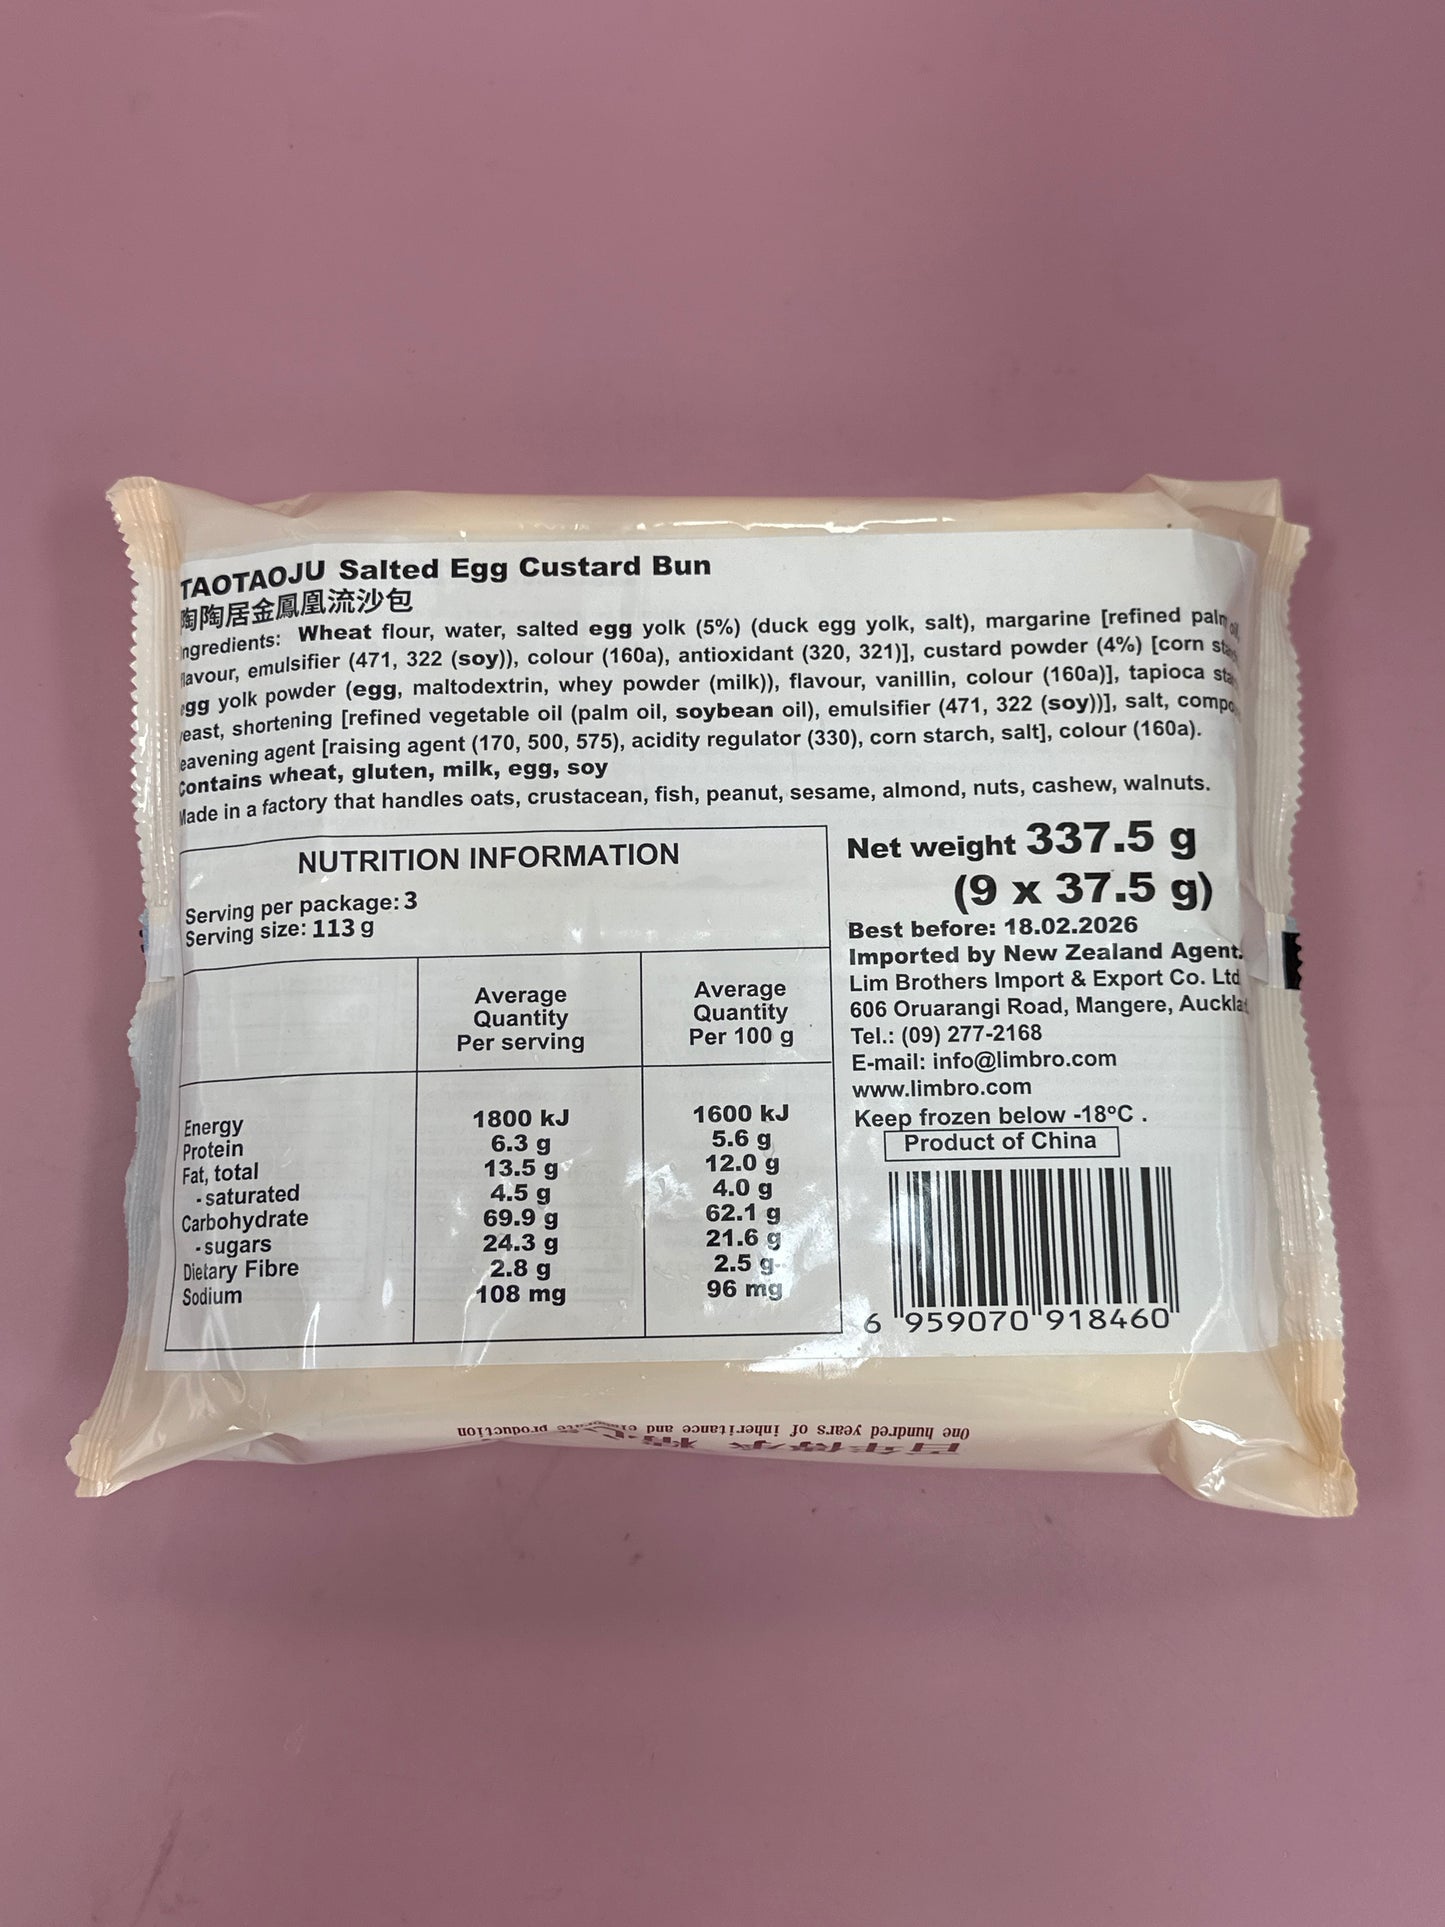 TAOTAOJU Salted Egg Custard Bun
陶陶居金鳳凰流沙包
ngredients: Wheat flour, water, salted egg yolk (5%) (duck egg yolk, salt), margarine [refined palm oil,
lavour, emulsifier (471, 322 (soy)), colour (160a), antioxidant (320, 321)], custard powder (4%) [corn sta
egg yolk powder (egg, maltodextrin, whey powder (milk)), flavour, vanillin, colour (160a)], tapioca sta
yeast, shortening [refined vegetable oil (palm oil, soybean oil), emulsifier (471, 322 (soy))], salt, compo
eavening agent [raising agent (170, 500, 575), acidity regulator (330), corn starch, salt], colour (160a).
Contains wheat, gluten, milk, egg, soy
Made in a factory that handles oats, crustacean, fish, peanut, sesame, almond, nuts, cashew, walnuts.
NUTRITION INFORMATION
Serving per package: 3
Serving size: 113 g
Average Quantity Per serving
Average Quantity Per 100 g
Energy 1800 kJ 1600 kJ
Protein 6.3 g 5.6 g
Fat, total 13.5 g 12.0 g
- saturated 4.5 g 4.0 g
Carbohydrate 69.9 g 62.1 g
- sugars 24.3 g 21.6 g
Dietary Fibre 2.8 g 2.5 g
Sodium 108 mg 96 mg
Net weight 337.5 g
(9 x 37.5 g)
Best before: 18.02.2026
Imported by New Zealand Agent:
Lim Brothers Import & Export Co. Ltd
606 Oruarangi Road, Mangere, Auckla
Tel.: (09) 277-2168
E-mail: info@limbro.com
www.limbro.com
Keep frozen below -18°C .
Product of China
6 959070 918460
One hundred years of inheritance and production